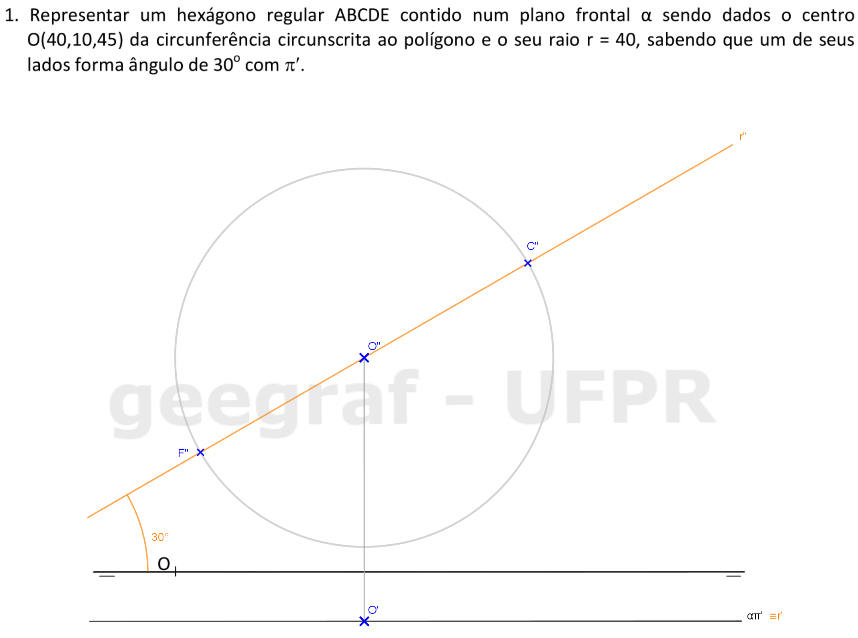 1. Representar um hexágono regular ABCDE contido num plano frontal α sendo dados o centro
O(40,10,45) da circunferência circunscrita ao polígono e o seu raio r = 40, sabendo que um de seus
lados forma ângulo de 30º com π'.
r"
C"
O"
geegraf - UFPR
F"
30°
O
O'
απ' ≡r'